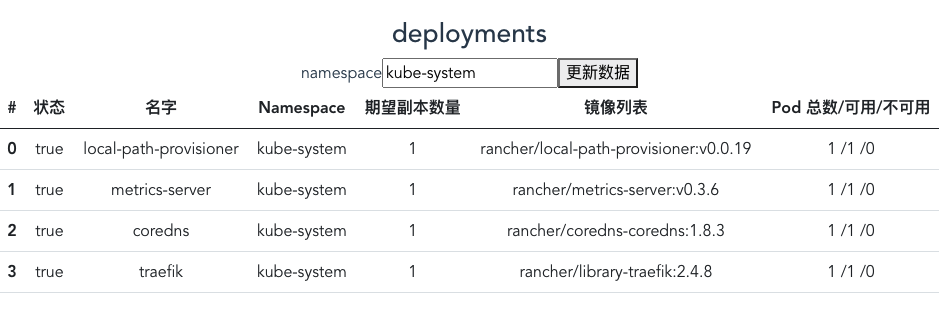 deployments
namespace kube-system 更新数据
# 状态 名字 Namespace 期望副本数量 镜像列表 Pod 总数/可用/不可用
0 true local-path-provisioner kube-system 1 rancher/local-path-provisioner:v0.0.19 1 /1 /0
1 true metrics-server kube-system 1 rancher/metrics-server:v0.3.6 1 /1 /0
2 true coredns kube-system 1 rancher/coredns-coredns:1.8.3 1 /1 /0
3 true traefik kube-system 1 rancher/library-traefik:2.4.8 1 /1 /0